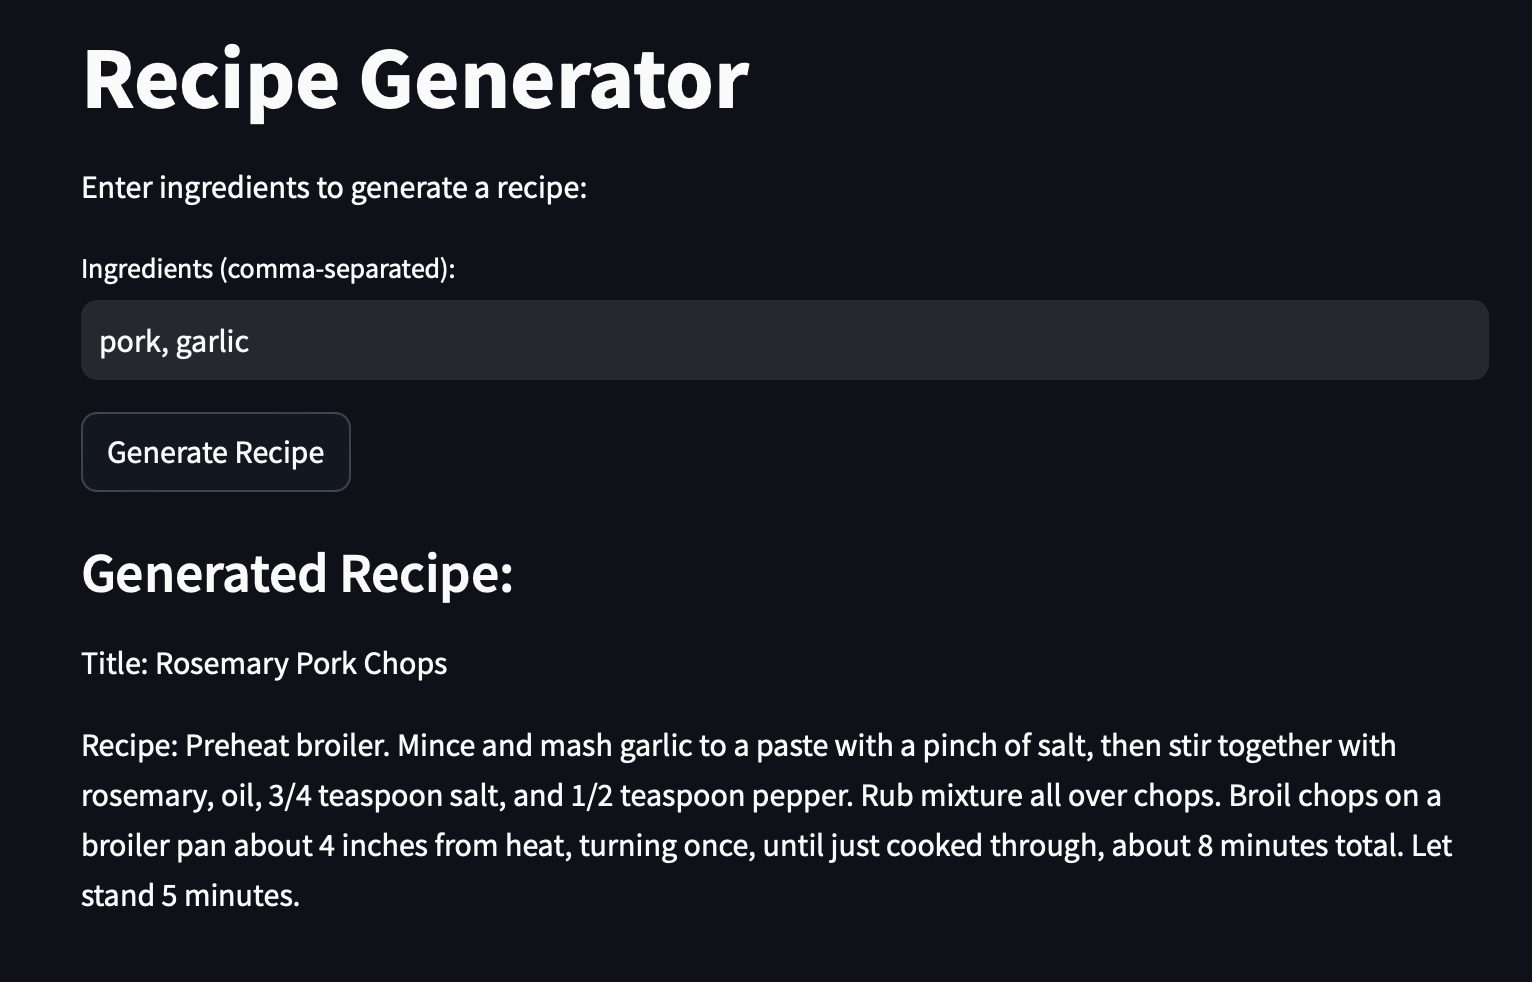 Recipe Generator
Enter ingredients to generate a recipe:
Ingredients (comma-separated):
pork, garlic
Generate Recipe
Generated Recipe:
Title: Rosemary Pork Chops
Recipe: Preheat broiler. Mince and mash garlic to a paste with a pinch of salt, then stir together with
rosemary, oil, 3/4 teaspoon salt, and 1/2 teaspoon pepper. Rub mixture all over chops. Broil chops on a
broiler pan about 4 inches from heat, turning once, until just cooked through, about 8 minutes total. Let
stand 5 minutes.